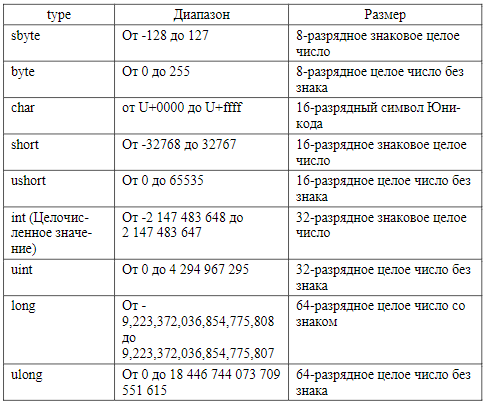 type Диапазон Размер
sbyte От -128 до 127 8-разрядное знаковое целое
число
byte От 0 до 255 8-разрядное целое число без
знака
char от U+0000 до U+ffff 16-разрядный символ Юни-
кода
short От -32768 до 32767 16-разрядное знаковое целое
число
ushort От 0 до 65535 16-разрядное целое число без
знака
int (Целочис- От -2 147 483 648 до 32-разрядное знаковое целое
ленное значе- 2 147 483 647 число
ние)
uint От 0 до 4 294 967 295 32-разрядное целое число без
знака
long От - 64-разрядное целое число со
9,223,372,036,854,775,808 знаком
до
9,223,372,036,854,775,807
ulong От 0 до 18 446 744 073 709 64-разрядное целое число без
551 615 знака